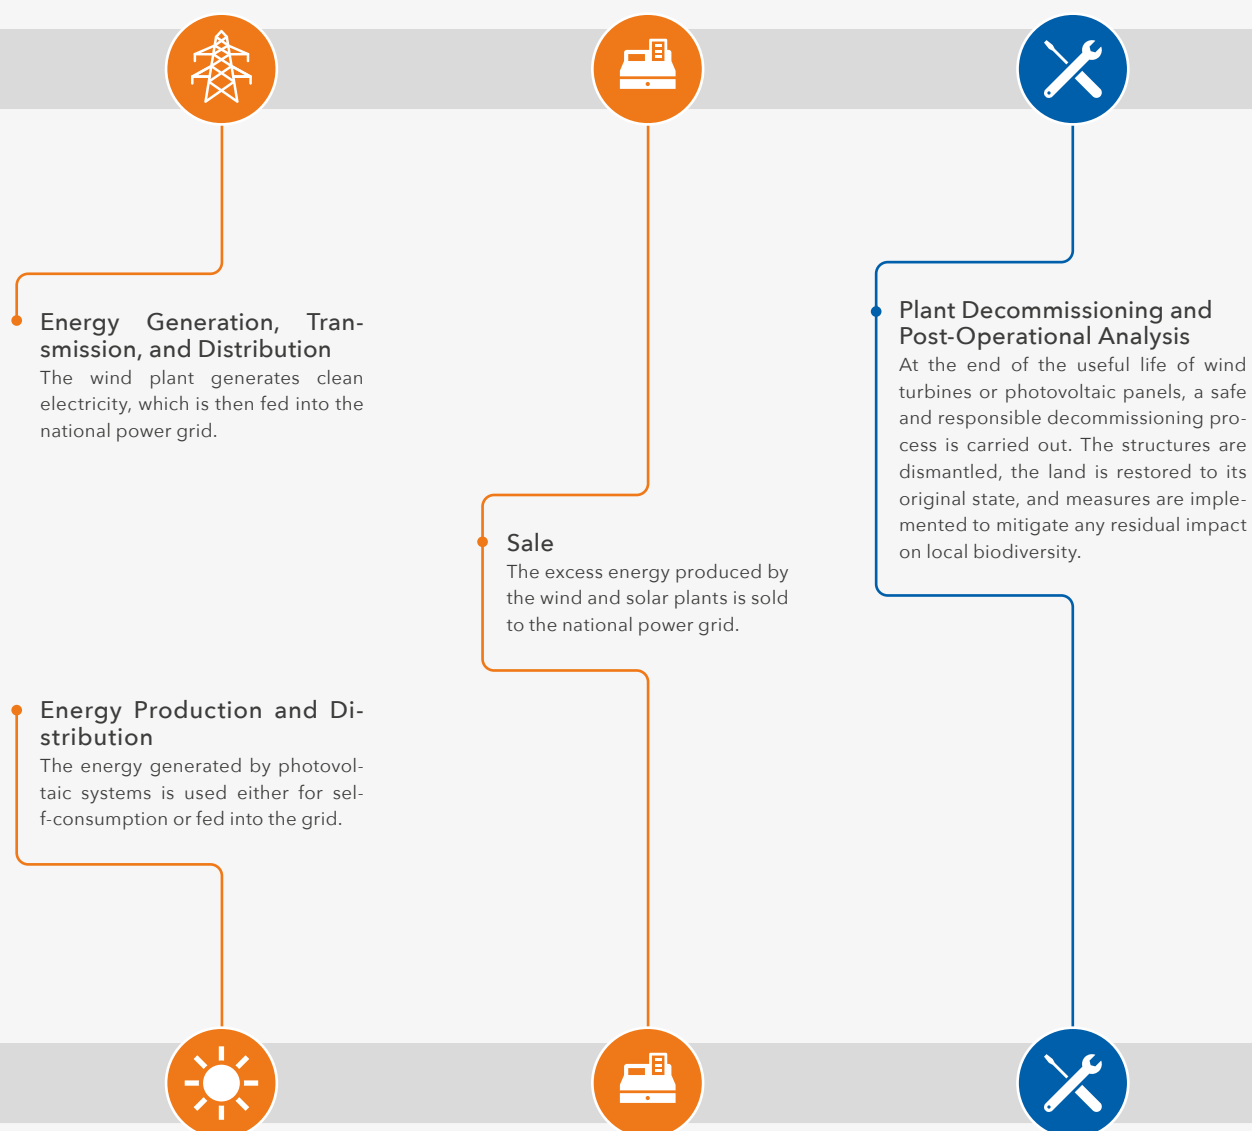 Energy Generation, Tran-
smission, and Distribution
The wind plant generates clean
electricity, which is then fed into the
national power grid.
Energy Production and Di-
stribution
The energy generated by photovol-
taic systems is used either for sel-
f-consumption or fed into the grid.
Sale
The excess energy produced by
the wind and solar plants is sold
to the national power grid.
Plant Decommissioning and
Post-Operational Analysis
At the end of the useful life of wind
turbines or photovoltaic panels, a safe
and responsible decommissioning pro-
cess is carried out. The structures are
dismantled, the land is restored to its
original state, and measures are imple-
mented to mitigate any residual impact
on local biodiversity.